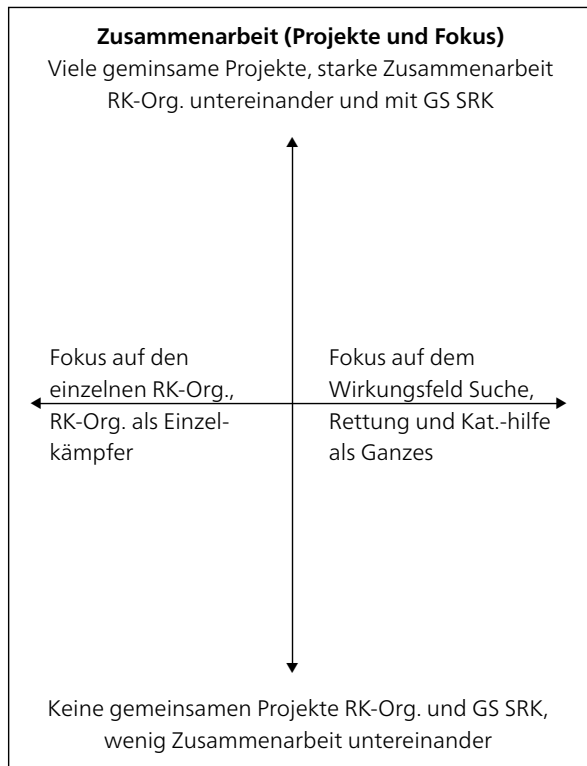 Zusammenarbeit (Projekte und Fokus)
Viele geminsame Projekte, starke Zusammenarbeit
RK-Org. untereinander und mit GS SRK
Fokus auf den
einzelnen RK-Org.,
RK-Org. als Einzel-
kämpfer
Fokus auf dem
Wirkungsfeld Suche,
Rettung und Kat.-hilfe
als Ganzes
Keine gemeinsamen Projekte RK-Org. und GS SRK,
wenig Zusammenarbeit untereinander